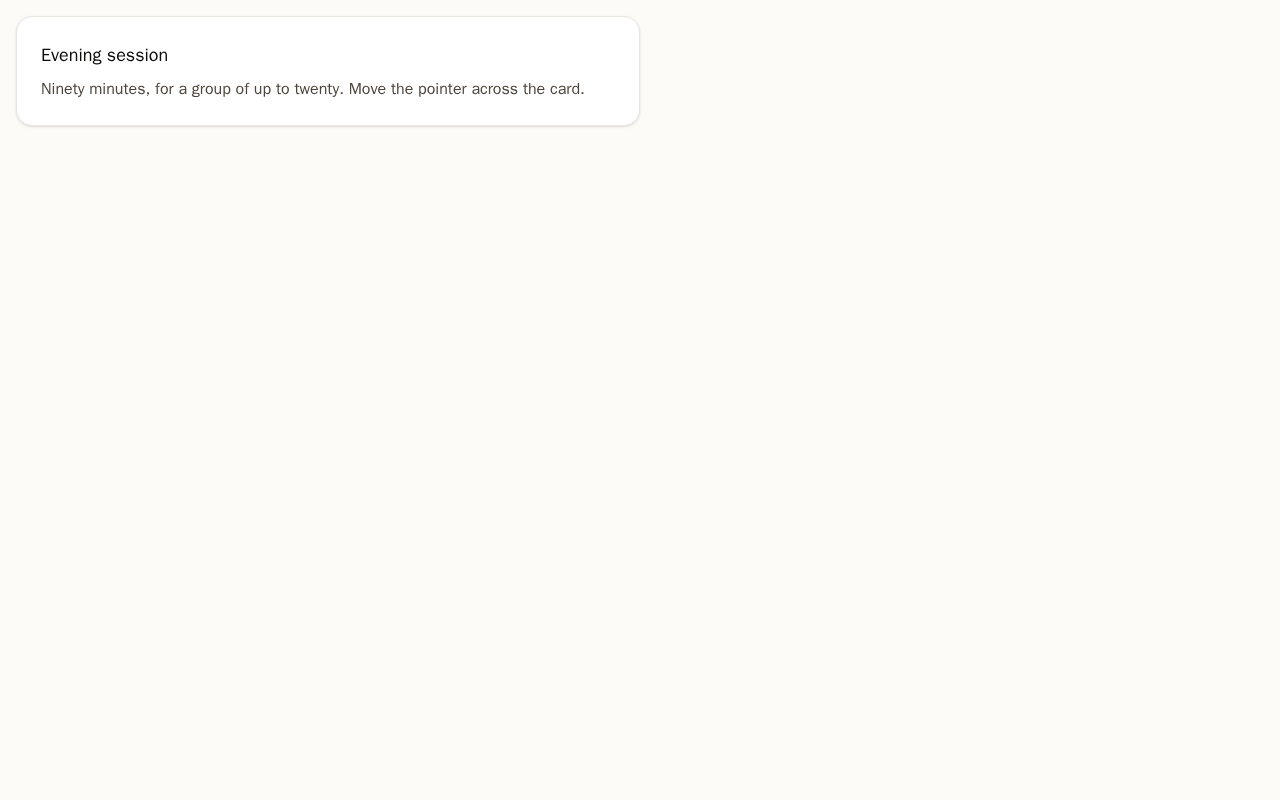 Evening session
Ninety minutes, for a group of up to twenty. Move the pointer across the card.